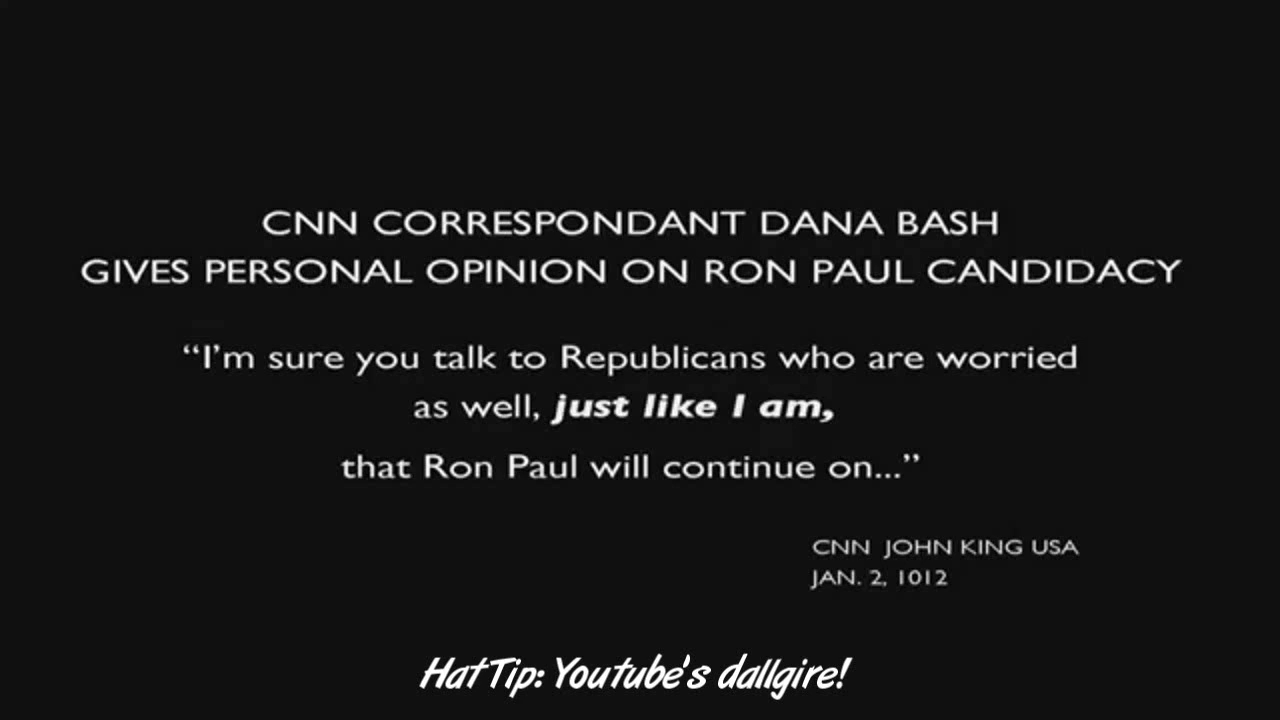 CNN CORRESPONDANT DANA BASH
GIVES PERSONAL OPINION ON RON PAUL CANDIDACY
“I’m sure you talk to Republicans who are worried
as well, just like I am,
that Ron Paul will continue on...”
CNN JOHN KING USA
JAN. 2, 1012
Hat Tip: Youtube's dallgire!